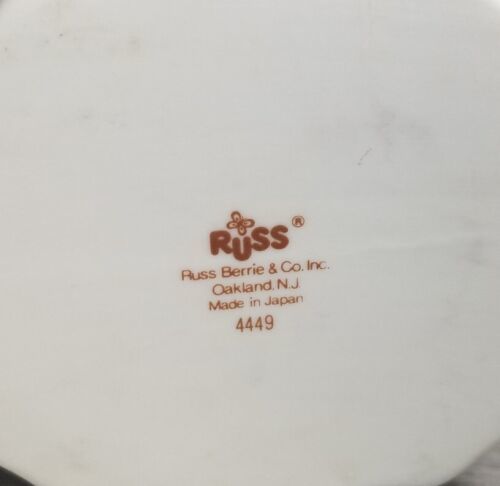 RUSS®
Russ Berrie & Co. Inc.
Oakland. N.J.
Made in Japan
4449